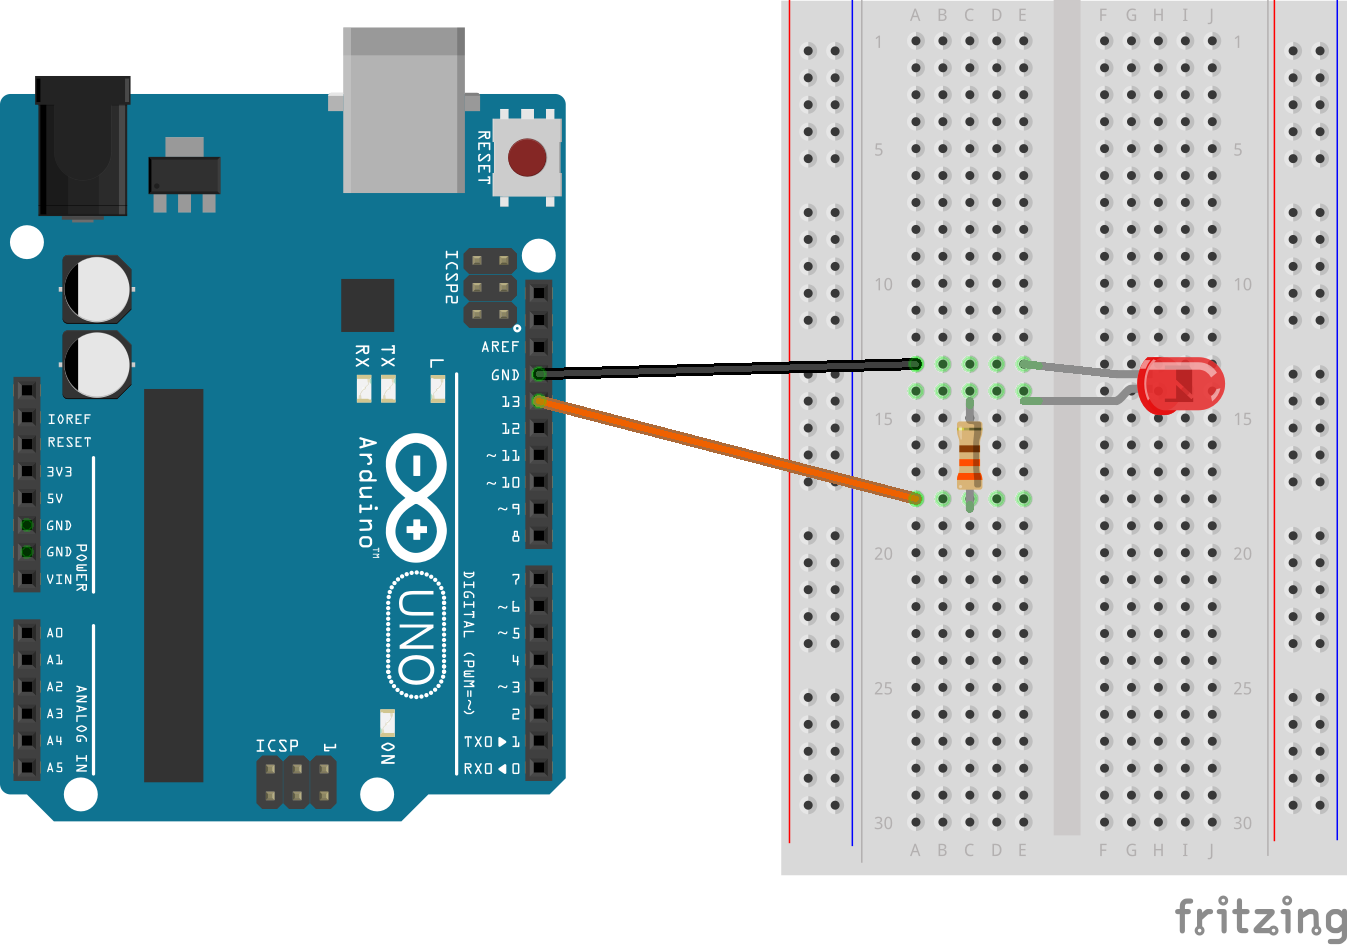 RESET
ICSP2
AREF
GND
13
12
~11
~10
~9
8
7
~6
~5
4
~3
2
TX0▶1
RX0◀0
RX
TX
L
Arduino™
UNO
DIGITAL (PWM=~)
IOREF
RESET
3V3
5V
GND
GND
VIN
POWER
A0
A1
A2
A3
A4
A5
ANALOG IN
ICSP
1
ON
A B C D E F G H I J
1 1
5 5
10 10
15 15
20 20
25 25
30 30
A B C D E F G H I J
fritzing